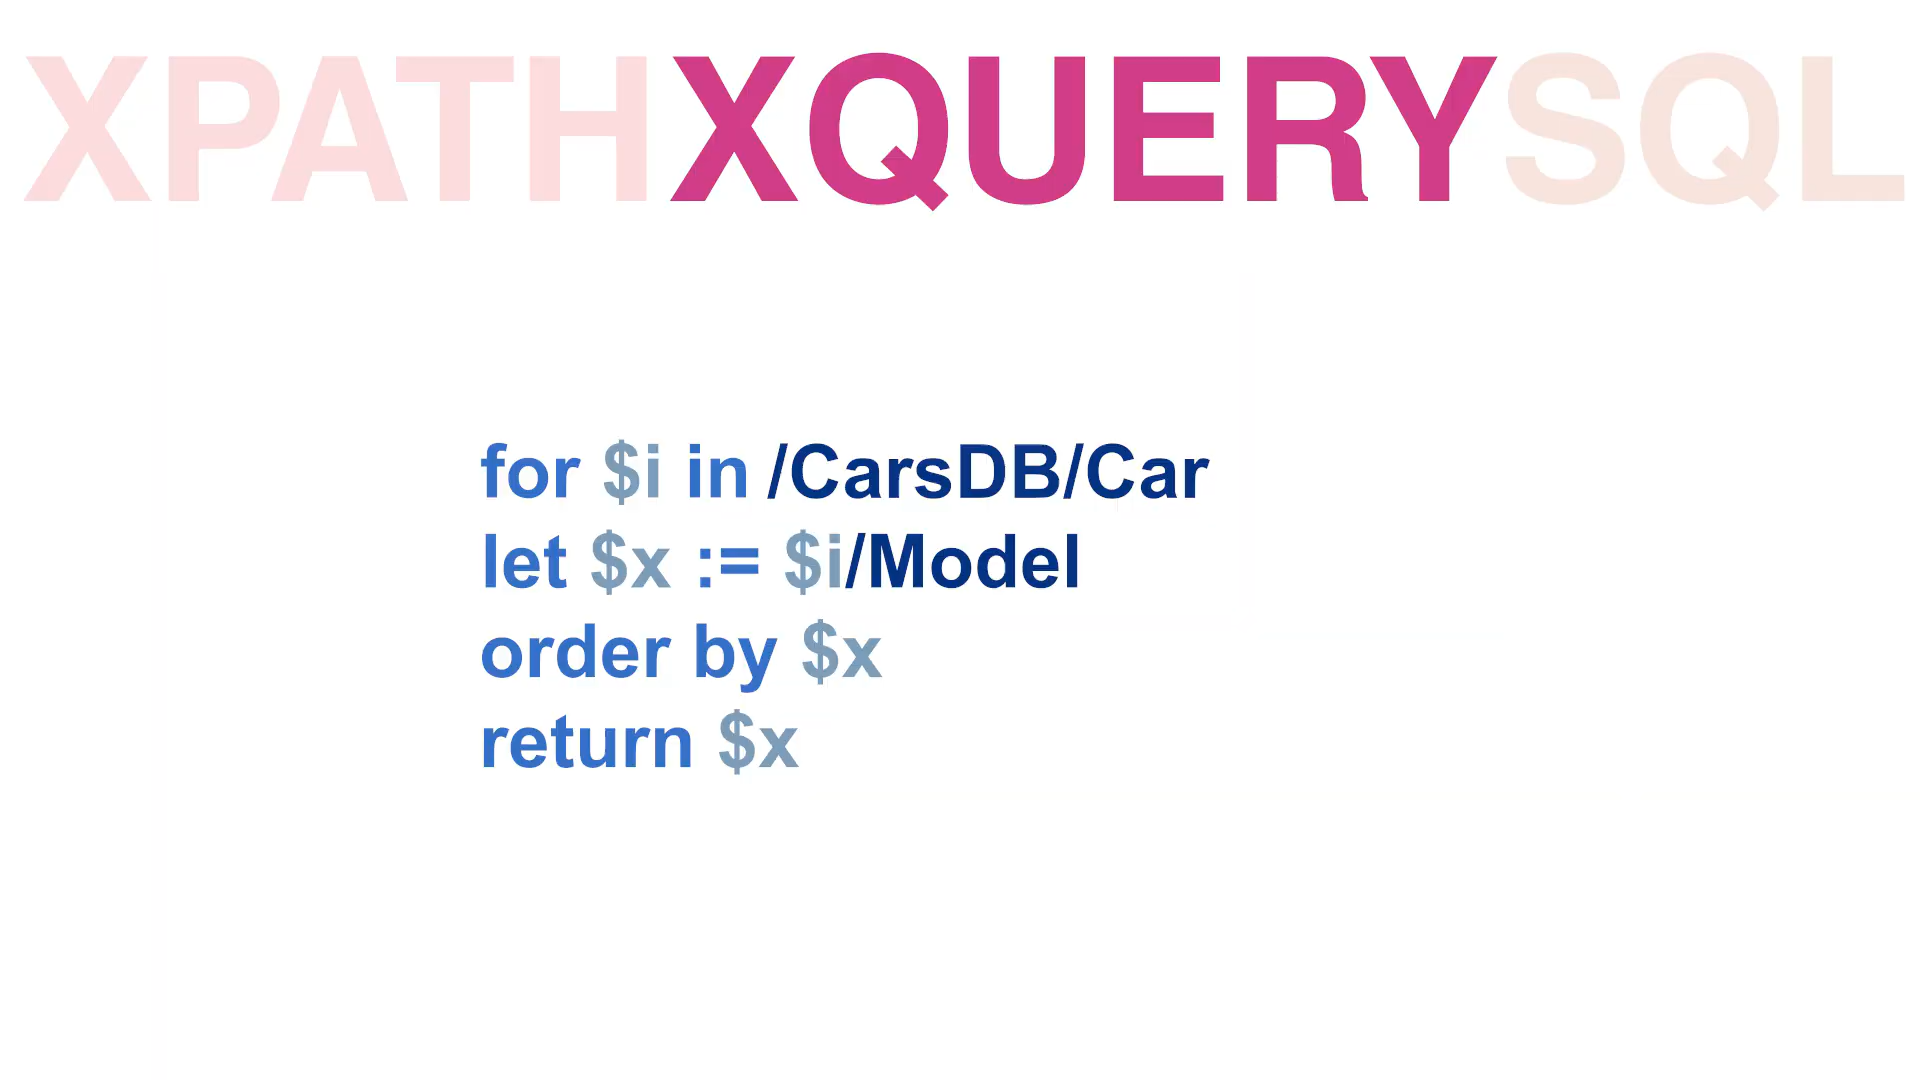 XPATHXQUERYSQL
for $i in /CarsDB/Car
let $x := $i/Model
order by $x
return $x